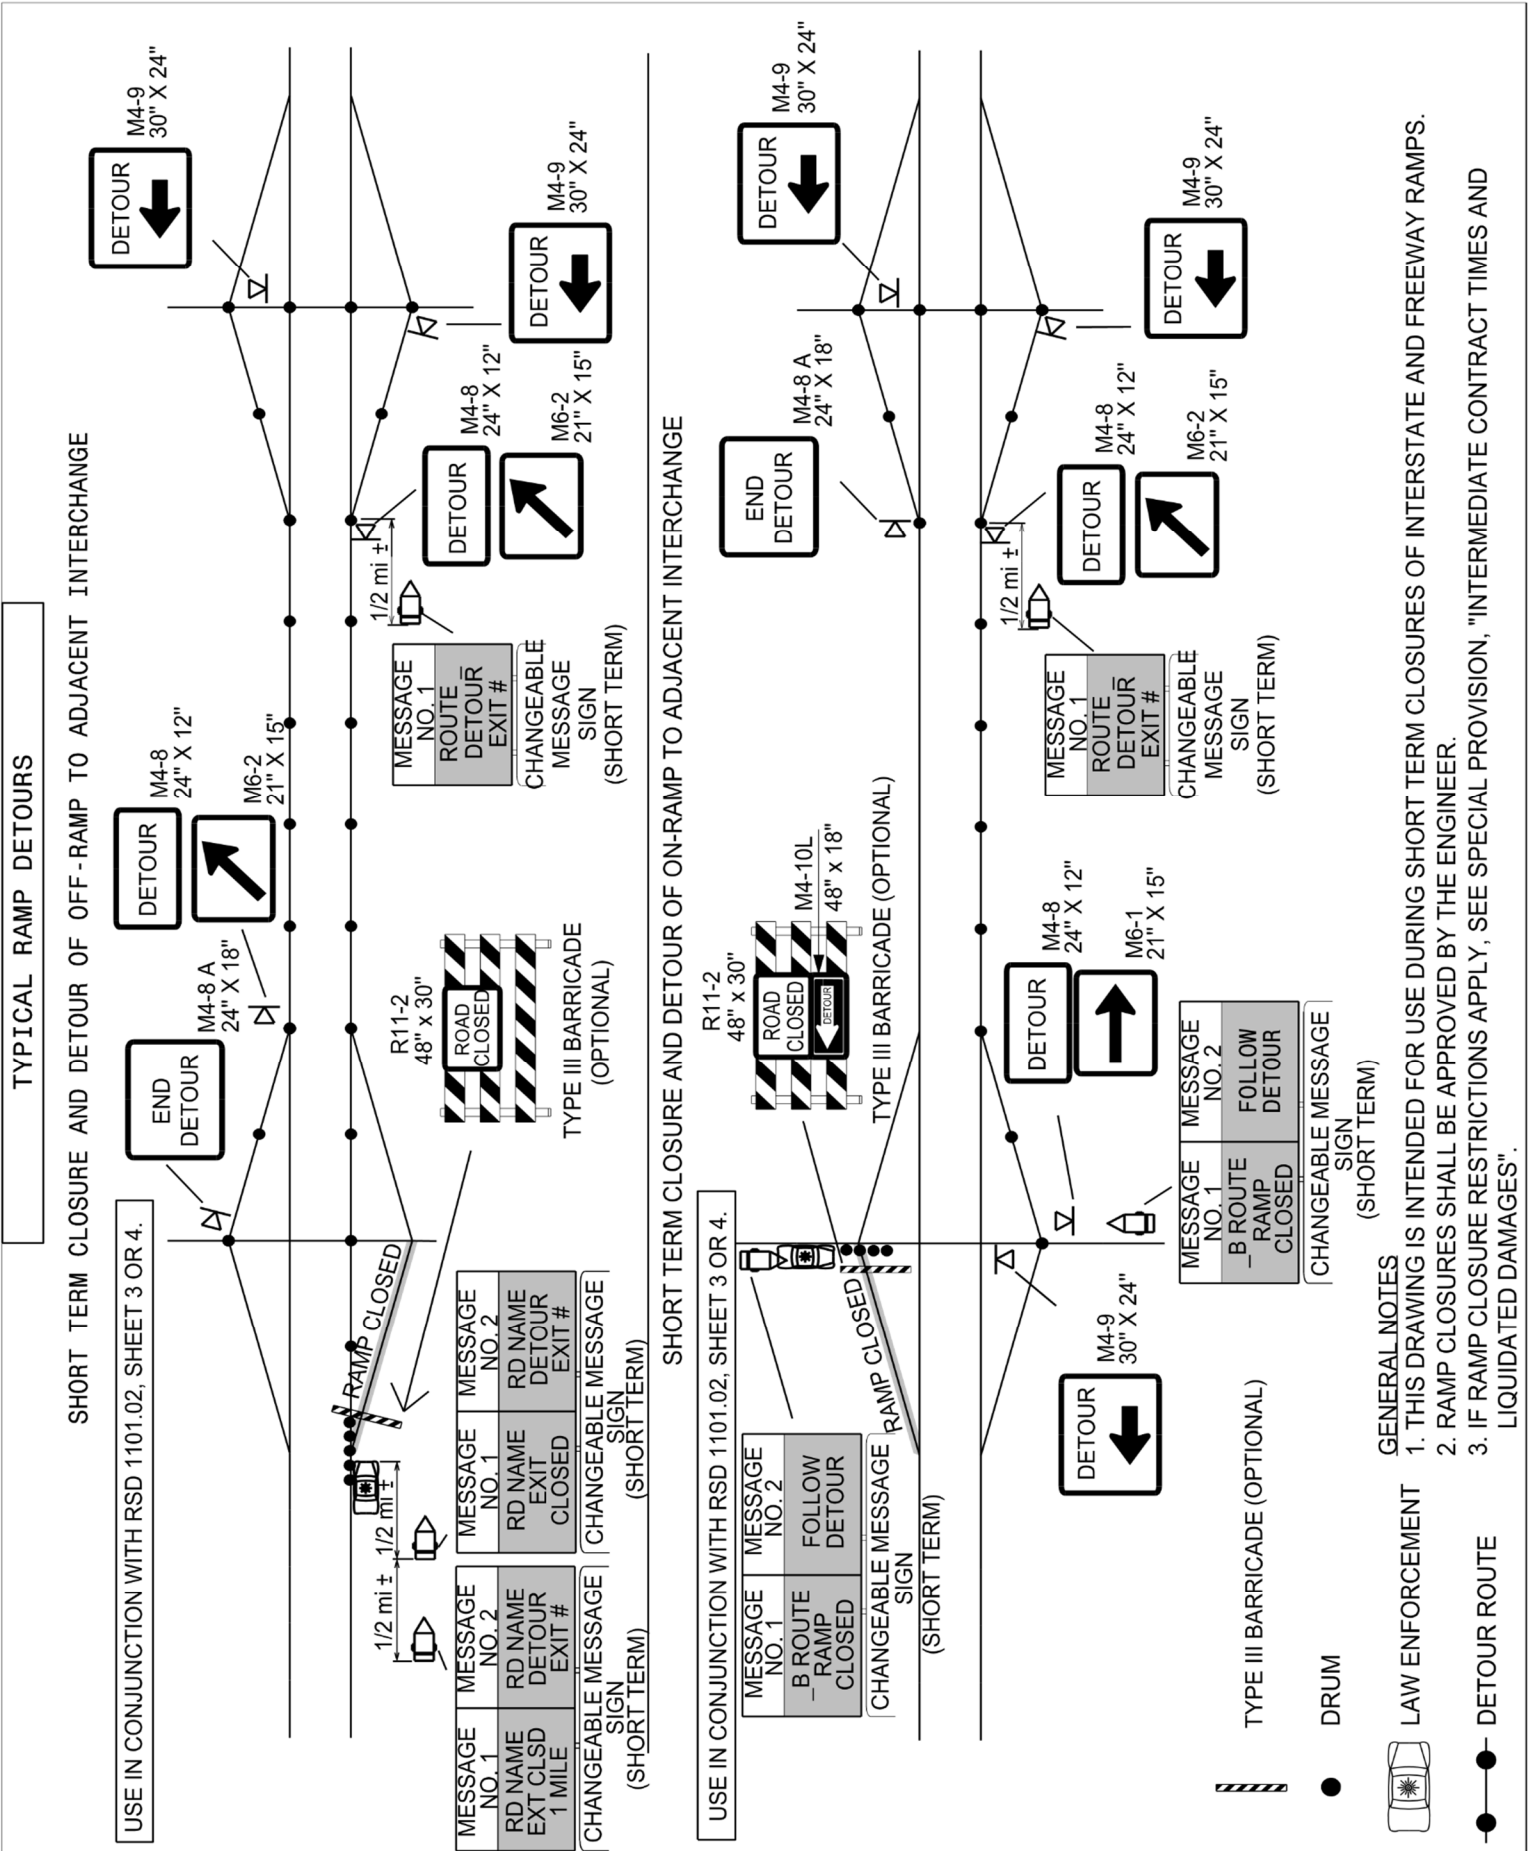 TYPICAL RAMP DETOURS
SHORT TERM CLOSURE AND DETOUR OF OFF-RAMP TO ADJACENT INTERCHANGE
USE IN CONJUNCTION WITH RSD 1101.02, SHEET 3 OR 4.
END
DETOUR
M4-8 A
24" X 18"
DETOUR
M4-8
24" X 12"
M6-2
21" X 15"
DETOUR
M4-9
30" X 24"
RAMP CLOSED
1/2 mi ±
1/2 mi ±
MESSAGE
NO. 1
RD NAME
EXT CLSD
1 MILE
MESSAGE
NO. 2
RD NAME
DETOUR
EXIT #
CHANGEABLE MESSAGE
SIGN
(SHORT TERM)
MESSAGE
NO. 1
RD NAME
EXIT
CLOSED
MESSAGE
NO. 2
RD NAME
DETOUR
EXIT #
CHANGEABLE MESSAGE
SIGN
(SHORT TERM)
R11-2
48" x 30"
ROAD
CLOSED
TYPE III BARRICADE
(OPTIONAL)
1/2 mi ±
MESSAGE
NO. 1
ROUTE_
DETOUR
EXIT #
CHANGEABLE
MESSAGE
SIGN
(SHORT TERM)
DETOUR
M4-8
24" X 12"
M6-2
21" X 15"
DETOUR
M4-9
30" X 24"
SHORT TERM CLOSURE AND DETOUR OF ON-RAMP TO ADJACENT INTERCHANGE
USE IN CONJUNCTION WITH RSD 1101.02, SHEET 3 OR 4.
MESSAGE
NO. 1
_B ROUTE
RAMP
CLOSED
MESSAGE
NO. 2
FOLLOW
DETOUR
CHANGEABLE MESSAGE
SIGN
(SHORT TERM)
RAMP CLOSED
R11-2
48" x 30"
ROAD
CLOSED
DETOUR
M4-10L
48" x 18"
TYPE III BARRICADE (OPTIONAL)
END
DETOUR
M4-8 A
24" X 18"
DETOUR
M4-9
30" X 24"
DETOUR
M4-9
30" X 24"
MESSAGE
NO. 1
_B ROUTE
RAMP
CLOSED
MESSAGE
NO. 2
FOLLOW
DETOUR
CHANGEABLE MESSAGE
SIGN
(SHORT TERM)
DETOUR
M4-8
24" X 12"
M6-1
21" X 15"
1/2 mi ±
MESSAGE
NO. 1
ROUTE
DETOUR_
EXIT #
CHANGEABLE
MESSAGE
SIGN
(SHORT TERM)
DETOUR
M4-8
24" X 12"
M6-2
21" X 15"
DETOUR
M4-9
30" X 24"
TYPE III BARRICADE (OPTIONAL)
DRUM
LAW ENFORCEMENT
DETOUR ROUTE
GENERAL NOTES
1. THIS DRAWING IS INTENDED FOR USE DURING SHORT TERM CLOSURES OF INTERSTATE AND FREEWAY RAMPS.
2. RAMP CLOSURES SHALL BE APPROVED BY THE ENGINEER.
3. IF RAMP CLOSURE RESTRICTIONS APPLY, SEE SPECIAL PROVISION, "INTERMEDIATE CONTRACT TIMES AND
LIQUIDATED DAMAGES".